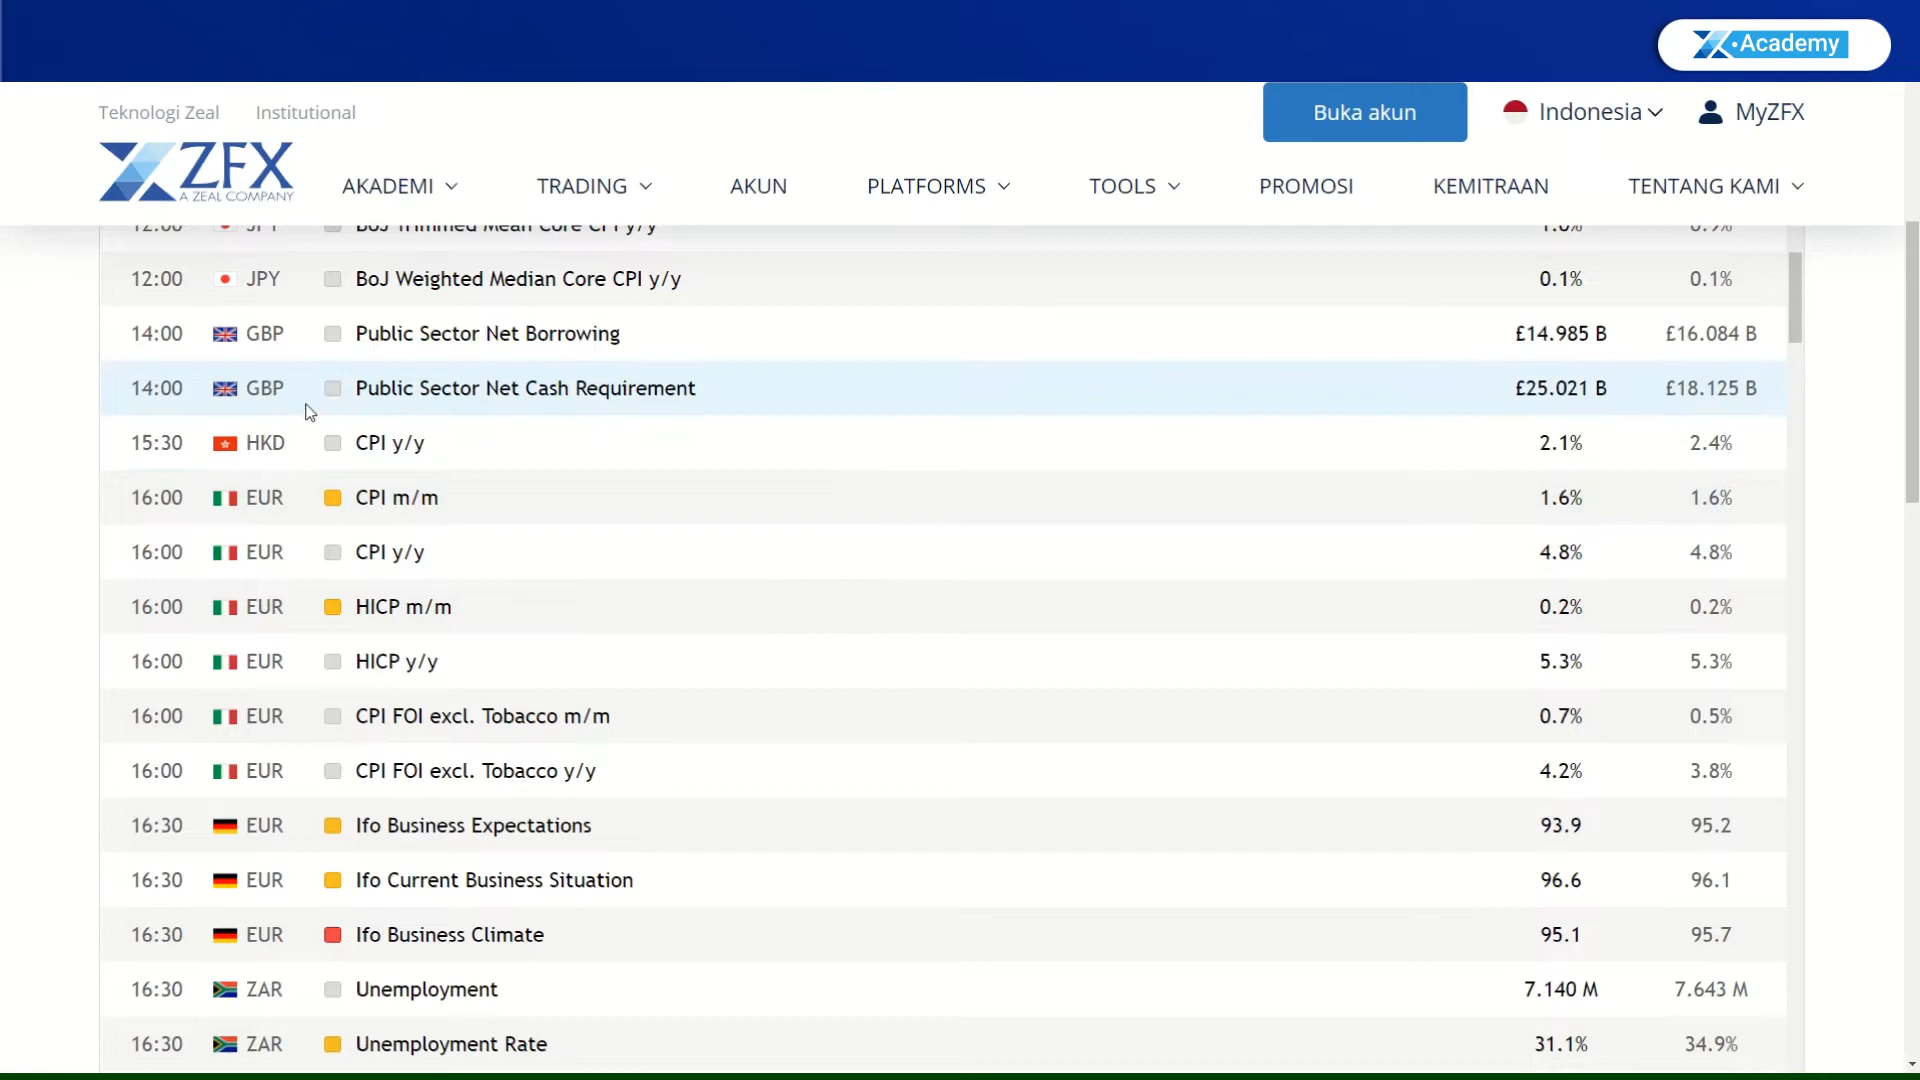 Academy
Teknologi Zeal Institutional Buka akun Indonesia MyZFX
ZFX
A ZEAL COMPANY
AKADEMI TRADING AKUN PLATFORMS TOOLS PROMOSI KEMITRAAN TENTANG KAMI
12:00 JPY BoJ Trimmed Mean Core CPI y/y
12:00 JPY BoJ Weighted Median Core CPI y/y 0.1% 0.1%
14:00 GBP Public Sector Net Borrowing £14.985 B £16.084 B
14:00 GBP Public Sector Net Cash Requirement £25.021 B £18.125 B
15:30 HKD CPI y/y 2.1% 2.4%
16:00 EUR CPI m/m 1.6% 1.6%
16:00 EUR CPI y/y 4.8% 4.8%
16:00 EUR HICP m/m 0.2% 0.2%
16:00 EUR HICP y/y 5.3% 5.3%
16:00 EUR CPI FOI excl. Tobacco m/m 0.7% 0.5%
16:00 EUR CPI FOI excl. Tobacco y/y 4.2% 3.8%
16:30 EUR Ifo Business Expectations 93.9 95.2
16:30 EUR Ifo Current Business Situation 96.6 96.1
16:30 EUR Ifo Business Climate 95.1 95.7
16:30 ZAR Unemployment 7.140 M 7.643 M
16:30 ZAR Unemployment Rate 31.1% 34.9%